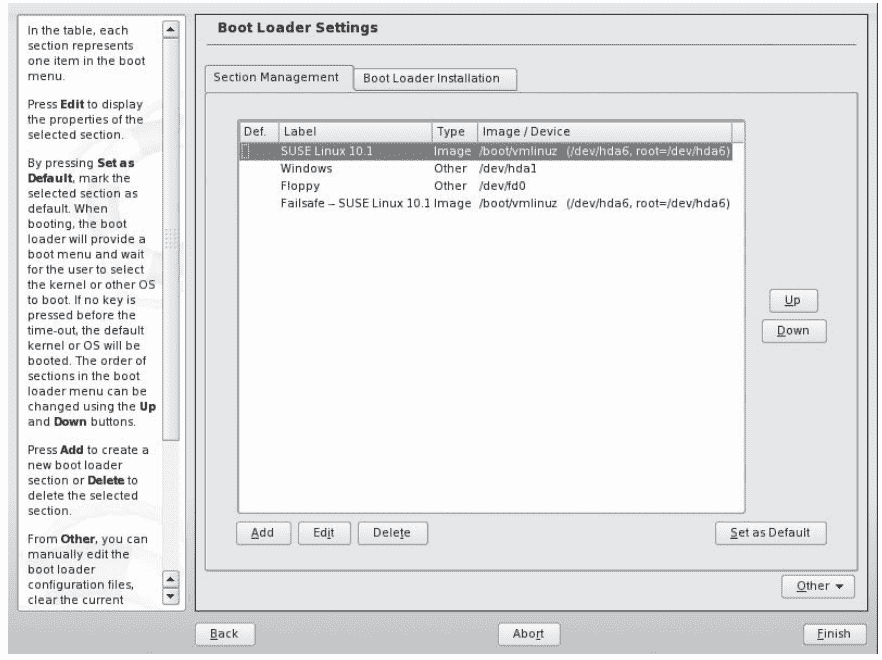 In the table, each
section represents
one item in the boot
menu.
Press Edit to display
the properties of the
selected section.
By pressing Set as
Default, mark the
selected section as
default. When
booting, the boot
loader will provide a
boot menu and wait
for the user to select
the kernel or other OS
to boot. If no key is
pressed before the
time-out, the default
kernel or OS will be
booted. The order of
sections in the boot
loader menu can be
changed using the Up
and Down buttons.
Press Add to create a
new boot loader
section or Delete to
delete the selected
section.
From Other, you can
manually edit the
boot loader
configuration files,
clear the current
Boot Loader Settings
Section Management Boot Loader Installation
Def. Label Type Image / Device
SUSE Linux 10.1 Image /boot/vmlinuz (/dev/hda6, root=/dev/hda6)
Windows Other /dev/hda1
Floppy Other /dev/fd0
Failsafe -- SUSE Linux 10.1 Image /boot/vmlinuz (/dev/hda6, root=/dev/hda6)
Up
Down
Add Edit Delete Set as Default
Other
Back Abort Finish